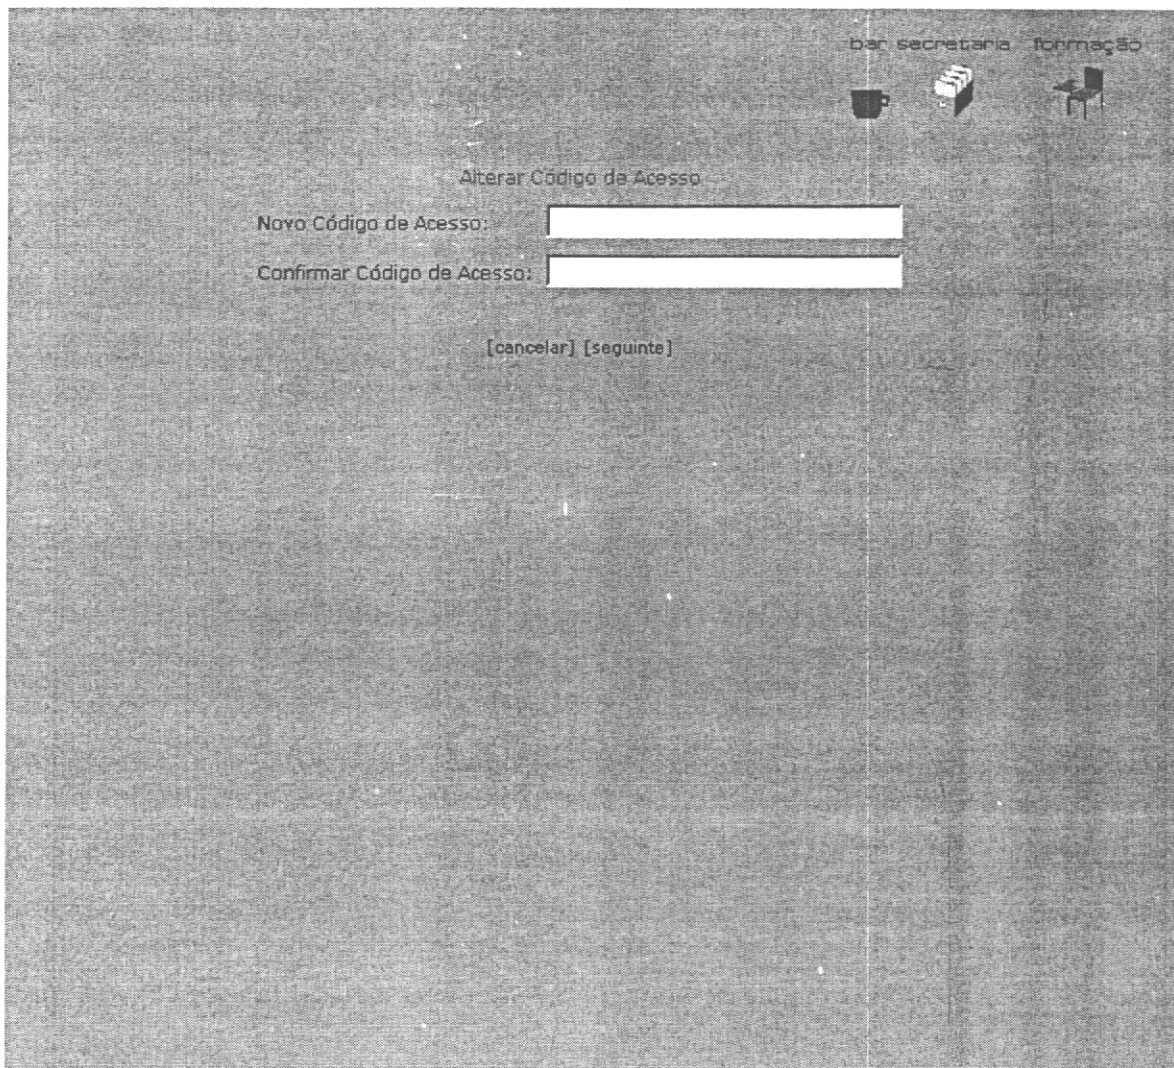 bar secretaria formação
Alterar Código de Acesso
Novo Código de Acesso:
Confirmar Código de Acesso:
[cancelar] [seguinte]